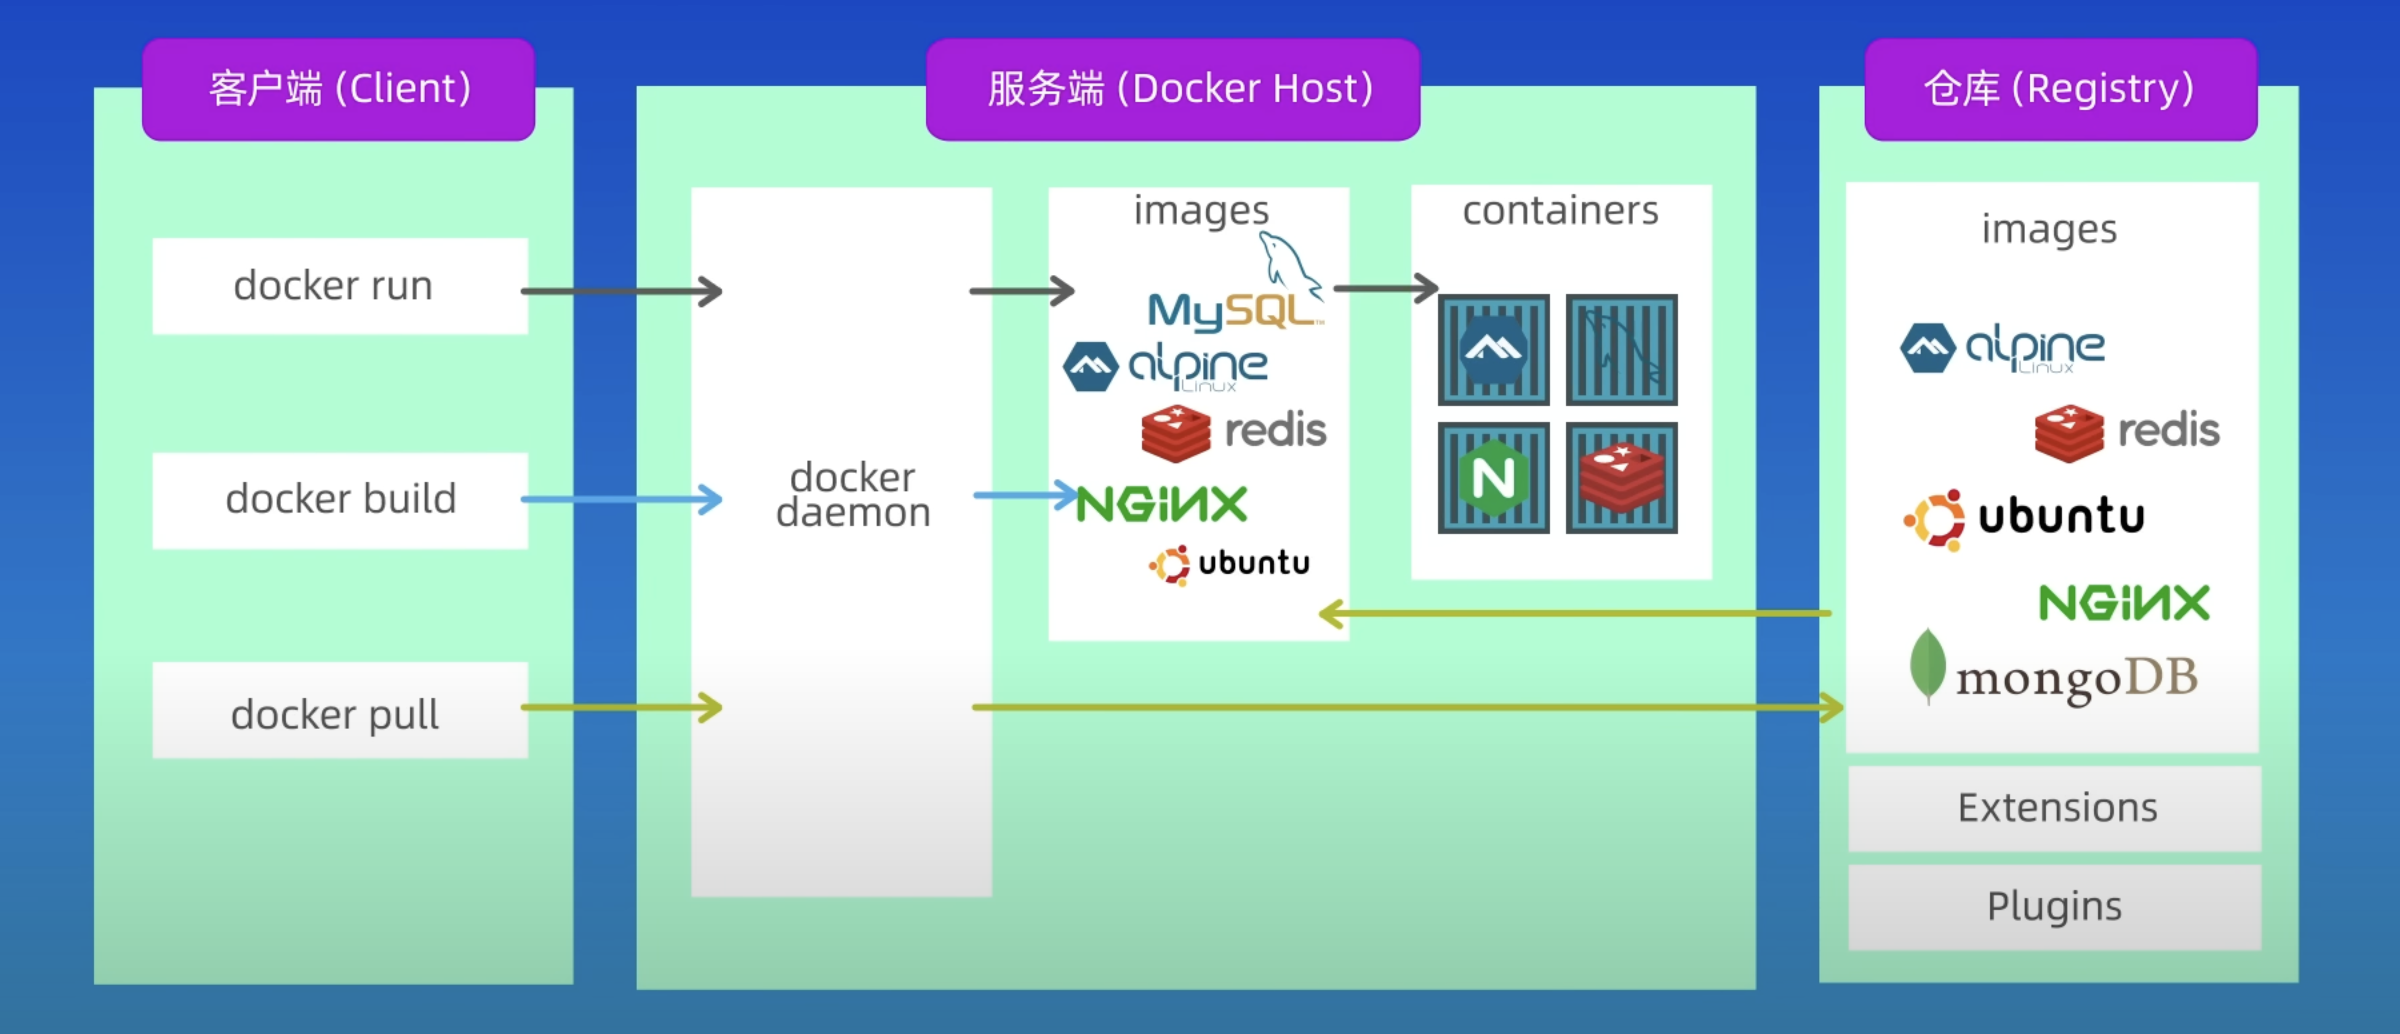 客户端 (Client)
docker run
docker build
docker pull
服务端 (Docker Host)
docker
daemon
images
MySQL™
alpine
Linux
redis
NGINX
ubuntu
containers
N
仓库 (Registry)
images
alpine
Linux
redis
ubuntu
NGINX
mongoDB
Extensions
Plugins